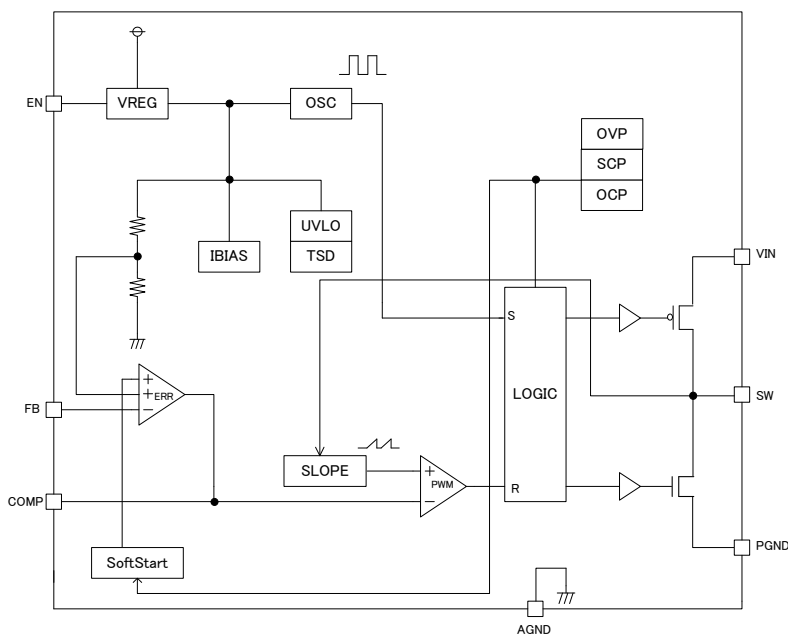 EN
VREG
OSC
OVP
SCP
OCP
UVLO
TSD
IBIAS
VIN
S
LOGIC
R
SW
+
+
−
ERR
FB
SLOPE
+
−
PWM
COMP
SoftStart
PGND
AGND